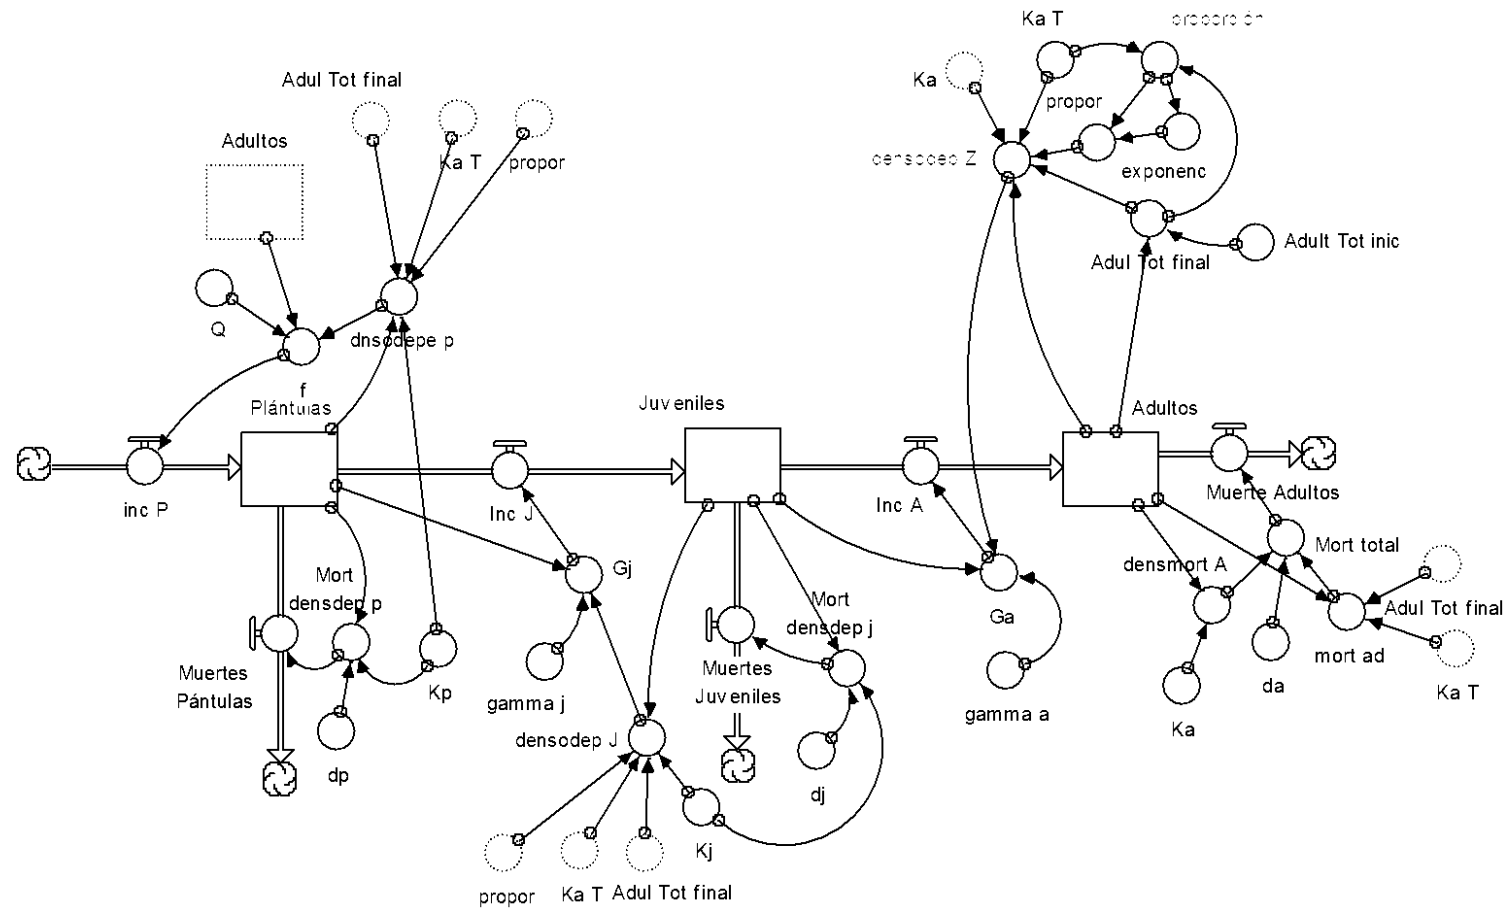 Ka T
proporción
Adul Tot final
Ka
propor
Adultos
Ka T
propor
densodep Z
exponenc
Adult Tot inic
Adul Tot final
Q
dnsodepe p
f
Plántulas
Juveniles
Adultos
inc P
Inc J
Inc A
Muerte Adultos
Mort total
densmort A
Mort
densdep p
Gj
Mort
densdep j
Ga
Adul Tot final
mort ad
Muertes
Pántulas
Kp
gamma j
Muertes
Juveniles
gamma a
da
Ka T
Ka
densodep J
dp
dj
Kj
propor
Ka T
Adul Tot final